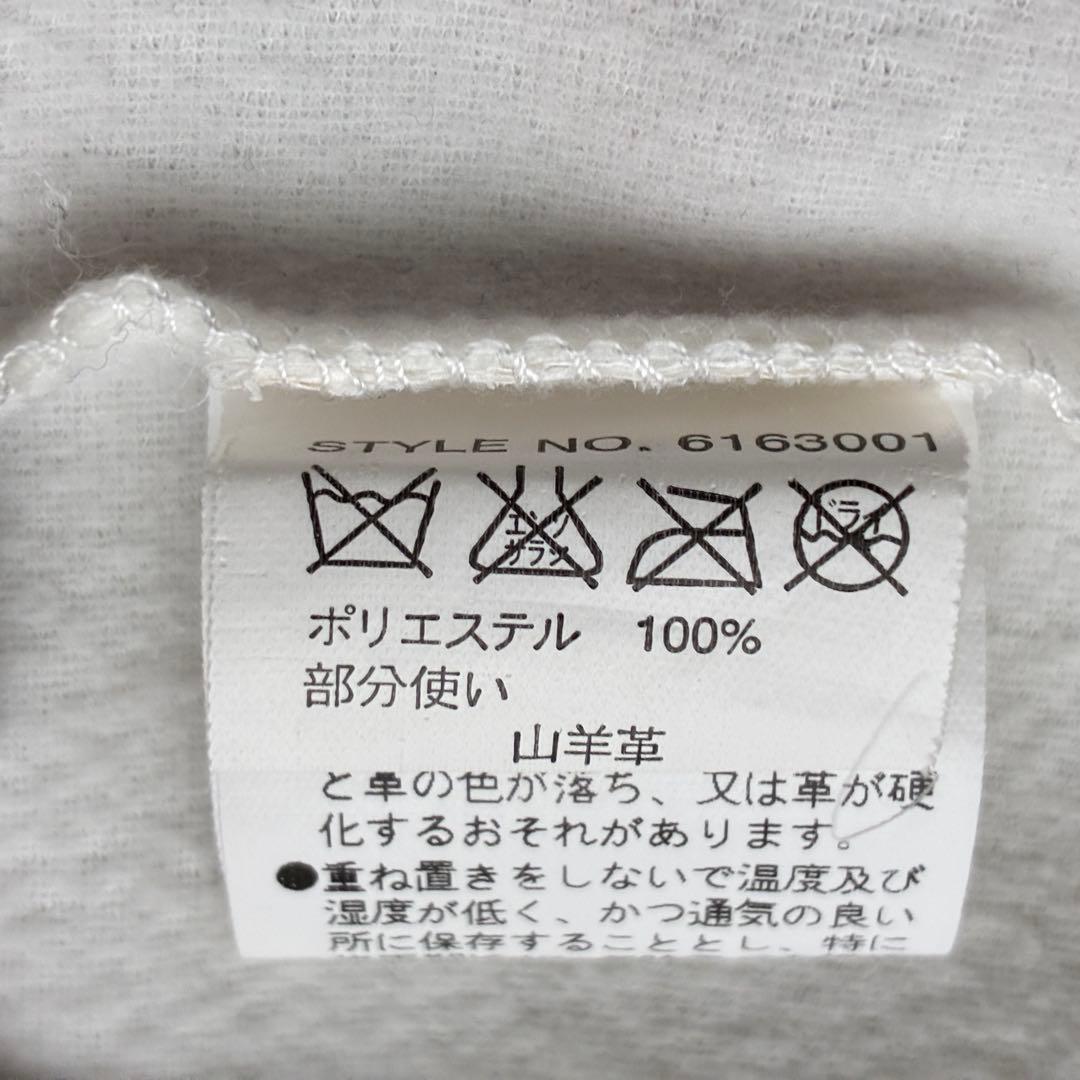 STYLE NO. 6163001
エンソ
サラシ
ドライ
ポリエステル 100%
部分使い
山羊革
と革の色が落ち、又は革が硬
化するおそれがあります。
●重ね置きをしないで温度及び
湿度が低く、かつ通気の良い
所に保存することとし、特に